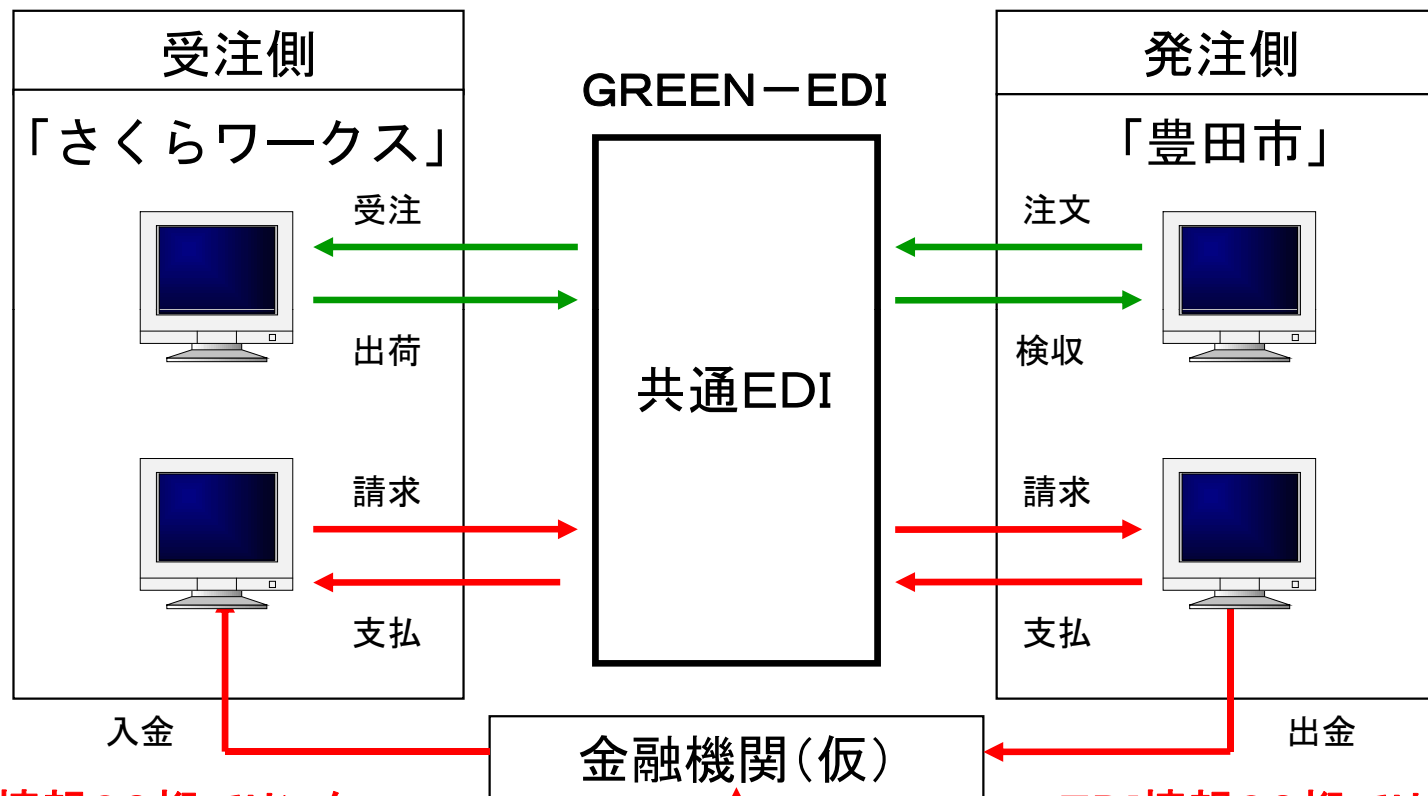 受注側
発注側
GREEN－EDI
「さくらワークス」
「豊田市」
受注
注文
出荷
検収
共通EDI
請求
請求
支払
支払
入金
出金
金融機関(仮)